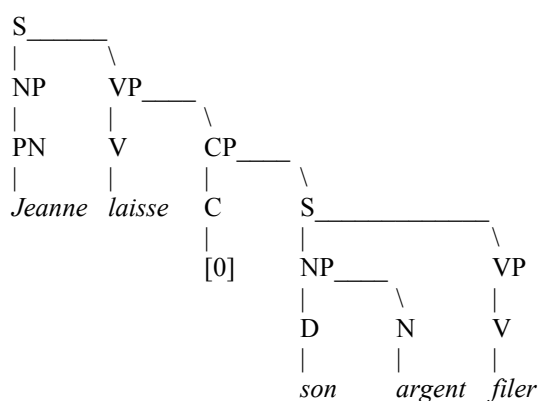 S
NP VP
PN V CP
Jeanne laisse C S
[0] NP VP
D N V
son argent filer